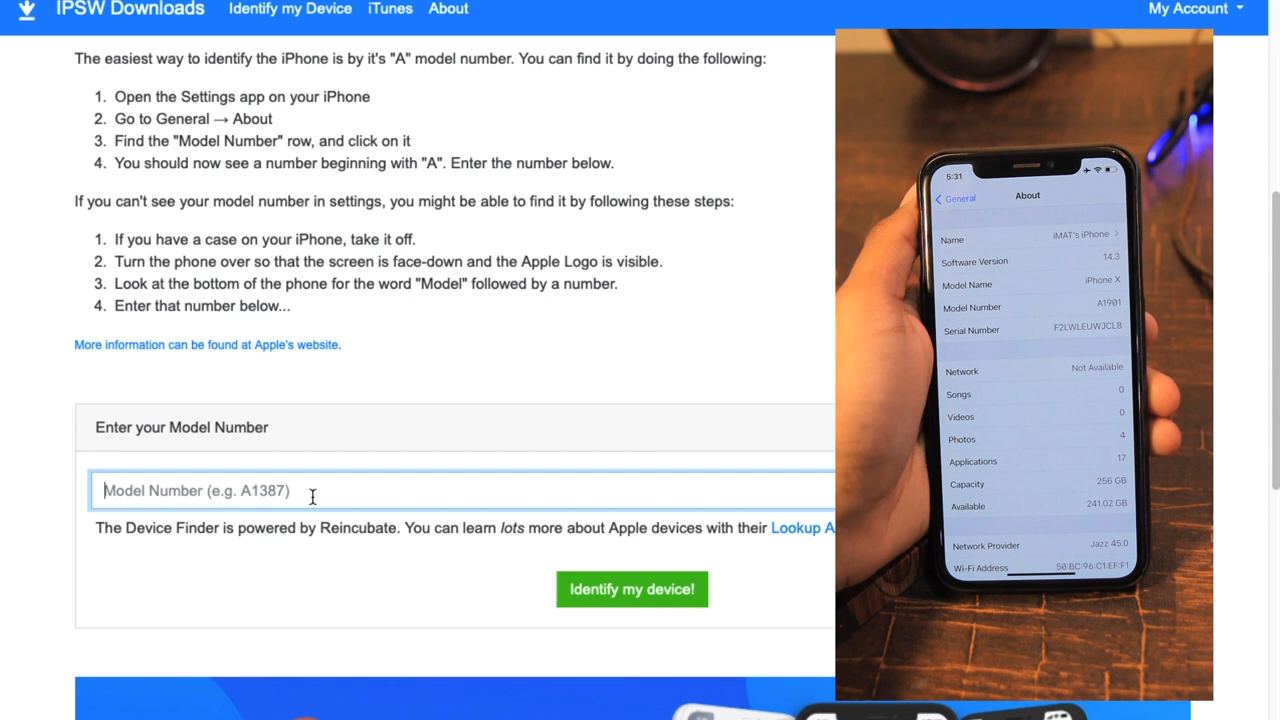 IPSW Downloads
Identify my Device
iTunes
About
My Account
The easiest way to identify the iPhone is by it's "A" model number. You can find it by doing the following:
1. Open the Settings app on your iPhone
2. Go to General → About
3. Find the "Model Number" row, and click on it
4. You should now see a number beginning with "A". Enter the number below.
If you can't see your model number in settings, you might be able to find it by following these steps:
1. If you have a case on your iPhone, take it off.
2. Turn the phone over so that the screen is face-down and the Apple Logo is visible.
3. Look at the bottom of the phone for the word "Model" followed by a number.
4. Enter that number below...
More information can be found at Apple's website.
Enter your Model Number
Model Number (e.g. A1387)
The Device Finder is powered by Reincubate. You can learn lots more about Apple devices with their Lookup A
Identify my device!
5:31
General
About
Name iMAT's iPhone
Software Version 14.3
Model Name iPhone X
Model Number A1901
Serial Number F2LWLEUWJCL8
Network Not Available
Songs 0
Videos 0
Photos 4
Applications 17
Capacity 256 GB
Available 241.02 GB
Network Provider Jazz 45.0
Wi-Fi Address 50:BC:96:C1:EF:F1